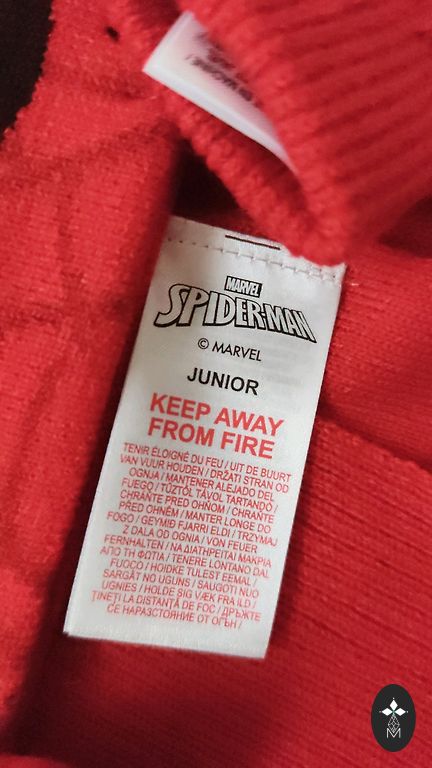 MARVEL
SPIDER-MAN
© MARVEL
JUNIOR
KEEP AWAY
FROM FIRE
TENIR ÉLOIGNÉ DU FEU / UIT DE BUURT
VAN VUUR HOUDEN / DRŽATI STRAN OD
OGNJA / MANTENER ALEJADO DEL
FUEGO / TŰZTŐL TÁVOL TARTANDÓ /
CHRÁNTE PŘED OHŇOM / CHRAŇTE
PŘED OHNĚM / MANTER LONGE DO
FOGO / GEYMIÐ FJARRI ELDI / TRZYMAJ
Z DALA OD OGNIA / VON FEUER
FERNHALTEN / ΝΑ ΔΙΑΤΗΡΕΙΤΑΙ ΜΑΚΡΙΑ
ΑΠΟ ΤΗ ΦΩΤΙΑ / TENERE LONTANO DAL
FUOCO / HOIDKE TULEST EEMAL /
SARGĀT NO UGUNS / SAUGOTI NUO
UGNIES / HOLDE SIG VÆK FRA ILD /
ȚINEȚI LA DISTANȚĂ DE FOC / ДРЪЖТЕ
СЕ НАРАЗСТОЯНИЕ ОТ ОГЪН /
M